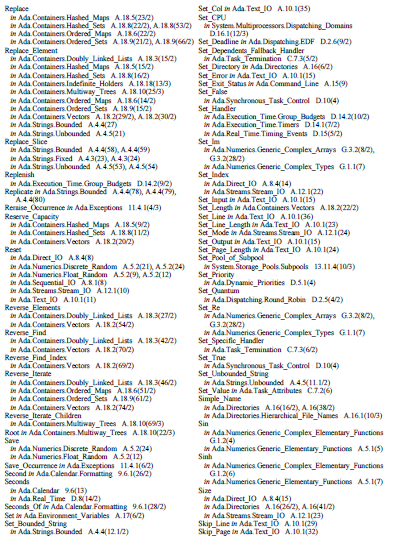 Replace
in Ada.Containers.Hashed_Maps A.18.5(23/2)
in Ada.Containers.Hashed_Sets A.18.8(22/2), A.18.8(53/2)
in Ada.Containers.Ordered_Maps A.18.6(22/2)
in Ada.Containers.Ordered_Sets A.18.9(21/2), A.18.9(66/2)
Replace_Element
in Ada.Containers.Doubly_Linked_Lists A.18.3(15/2)
in Ada.Containers.Hashed_Maps A.18.5(15/2)
in Ada.Containers.Hashed_Sets A.18.8(16/2)
in Ada.Containers.Indefinite_Holders A.18.18(13/3)
in Ada.Containers.Multiway_Trees A.18.10(25/3)
in Ada.Containers.Ordered_Maps A.18.6(14/2)
in Ada.Containers.Ordered_Sets A.18.9(15/2)
in Ada.Containers.Vectors A.18.2(29/2), A.18.2(30/2)
in Ada.Strings.Bounded A.4.4(27)
in Ada.Strings.Unbounded A.4.5(21)
Replace_Slice
in Ada.Strings.Bounded A.4.4(58), A.4.4(59)
in Ada.Strings.Fixed A.4.3(23), A.4.3(24)
in Ada.Strings.Unbounded A.4.5(53), A.4.5(54)
Replenish
in Ada.Execution_Time.Group_Budgets D.14.2(9/2)
Replicate in Ada.Strings.Bounded A.4.4(78), A.4.4(79),
A.4.4(80)
Reraise_Occurrence in Ada.Exceptions 11.4.1(4/3)
Reserve_Capacity
in Ada.Containers.Hashed_Maps A.18.5(9/2)
in Ada.Containers.Hashed_Sets A.18.8(11/2)
in Ada.Containers.Vectors A.18.2(20/2)
Reset
in Ada.Direct_IO A.8.4(8)
in Ada.Numerics.Discrete_Random A.5.2(21), A.5.2(24)
in Ada.Numerics.Float_Random A.5.2(9), A.5.2(12)
in Ada.Sequential_IO A.8.1(8)
in Ada.Streams.Stream_IO A.12.1(10)
in Ada.Text_IO A.10.1(11)
Reverse_Elements
in Ada.Containers.Doubly_Linked_Lists A.18.3(27/2)
in Ada.Containers.Vectors A.18.2(54/2)
Reverse_Find
in Ada.Containers.Doubly_Linked_Lists A.18.3(42/2)
in Ada.Containers.Vectors A.18.2(70/2)
Reverse_Find_Index
in Ada.Containers.Vectors A.18.2(69/2)
Reverse_Iterate
in Ada.Containers.Doubly_Linked_Lists A.18.3(46/2)
in Ada.Containers.Ordered_Maps A.18.6(51/2)
in Ada.Containers.Ordered_Sets A.18.9(61/2)
in Ada.Containers.Vectors A.18.2(74/2)
Reverse_Iterate_Children
in Ada.Containers.Multiway_Trees A.18.10(69/3)
Root in Ada.Containers.Multiway_Trees A.18.10(22/3)
Save
in Ada.Numerics.Discrete_Random A.5.2(24)
in Ada.Numerics.Float_Random A.5.2(12)
Save_Occurrence in Ada.Exceptions 11.4.1(6/2)
Second in Ada.Calendar.Formatting 9.6.1(26/2)
Seconds
in Ada.Calendar 9.6(13)
in Ada.Real_Time D.8(14/2)
Seconds_Of in Ada.Calendar.Formatting 9.6.1(28/2)
Set in Ada.Environment_Variables A.17(6/2)
Set_Bounded_String
in Ada.Strings.Bounded A.4.4(12.1/2)
Set_Col in Ada.Text_IO A.10.1(35)
Set_CPU
in System.Multiprocessors.Dispatching_Domains
D.16.1(12/3)
Set_Deadline in Ada.Dispatching.EDF D.2.6(9/2)
Set_Dependents_Fallback_Handler
in Ada.Task_Termination C.7.3(5/2)
Set_Directory in Ada.Directories A.16(6/2)
Set_Error in Ada.Text_IO A.10.1(15)
Set_Exit_Status in Ada.Command_Line A.15(9)
Set_False
in Ada.Synchronous_Task_Control D.10(4)
Set_Handler
in Ada.Execution_Time.Group_Budgets D.14.2(10/2)
in Ada.Execution_Time.Timers D.14.1(7/2)
in Ada.Real_Time.Timing_Events D.15(5/2)
Set_Im
in Ada.Numerics.Generic_Complex_Arrays G.3.2(8/2),
G.3.2(28/2)
in Ada.Numerics.Generic_Complex_Types G.1.1(7)
Set_Index
in Ada.Direct_IO A.8.4(14)
in Ada.Streams.Stream_IO A.12.1(22)
Set_Input in Ada.Text_IO A.10.1(15)
Set_Length in Ada.Containers.Vectors A.18.2(22/2)
Set_Line in Ada.Text_IO A.10.1(36)
Set_Line_Length in Ada.Text_IO A.10.1(23)
Set_Mode in Ada.Streams.Stream_IO A.12.1(24)
Set_Output in Ada.Text_IO A.10.1(15)
Set_Page_Length in Ada.Text_IO A.10.1(24)
Set_Pool_of_Subpool
in System.Storage_Pools.Subpools 13.11.4(10/3)
Set_Priority
in Ada.Dynamic_Priorities D.5.1(4)
Set_Quantum
in Ada.Dispatching.Round_Robin D.2.5(4/2)
Set_Re
in Ada.Numerics.Generic_Complex_Arrays G.3.2(8/2),
G.3.2(28/2)
in Ada.Numerics.Generic_Complex_Types G.1.1(7)
Set_Specific_Handler
in Ada.Task_Termination C.7.3(6/2)
Set_True
in Ada.Synchronous_Task_Control D.10(4)
Set_Unbounded_String
in Ada.Strings.Unbounded A.4.5(11.1/2)
Set_Value in Ada.Task_Attributes C.7.2(6)
Simple_Name
in Ada.Directories A.16(16/2), A.16(38/2)
in Ada.Directories.Hierarchical_File_Names A.16.1(10/3)
Sin
in Ada.Numerics.Generic_Complex_Elementary_Functions
G.1.2(4)
in Ada.Numerics.Generic_Elementary_Functions A.5.1(5)
Sinh
in Ada.Numerics.Generic_Complex_Elementary_Functions
G.1.2(6)
in Ada.Numerics.Generic_Elementary_Functions A.5.1(7)
Size
in Ada.Direct_IO A.8.4(15)
in Ada.Directories A.16(26/2), A.16(41/2)
in Ada.Streams.Stream_IO A.12.1(23)
Skip_Line in Ada.Text_IO A.10.1(29)
Skip_Page in Ada.Text_IO A.10.1(32)